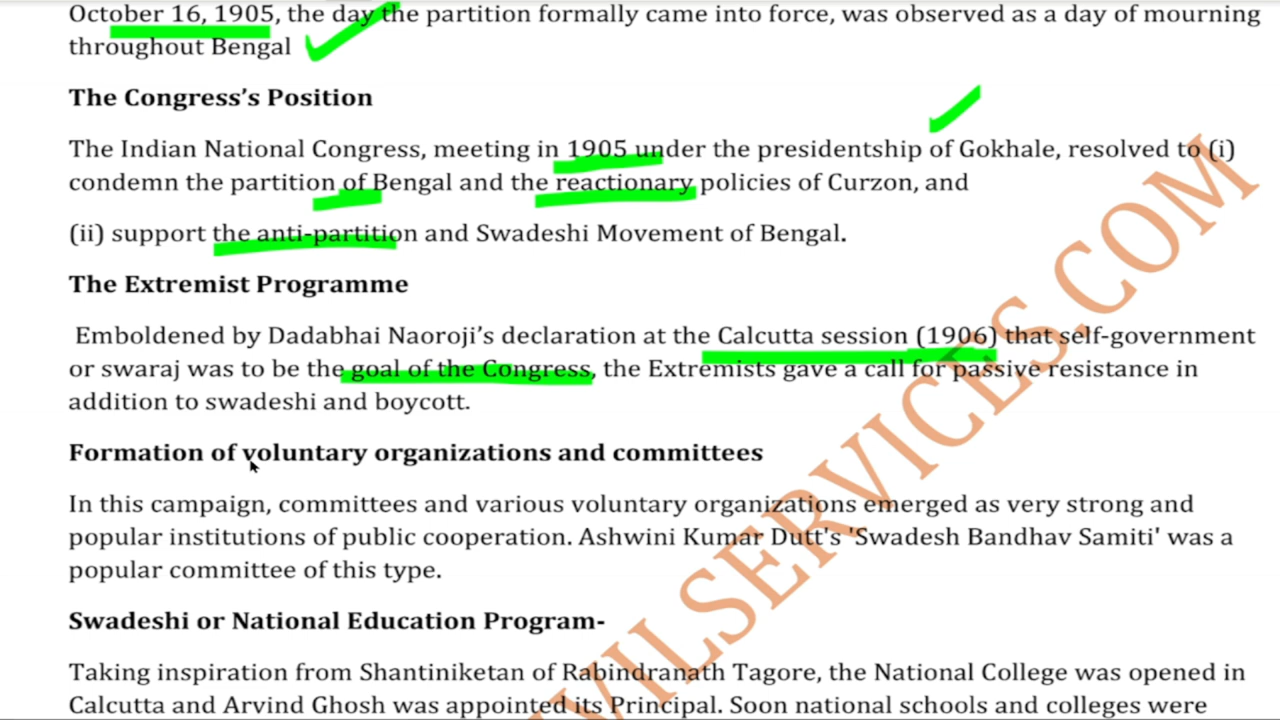 October 16, 1905, the day the partition formally came into force, was observed as a day of mourning
throughout Bengal
The Congress's Position
The Indian National Congress, meeting in 1905 under the presidentship of Gokhale, resolved to (i)
condemn the partition of Bengal and the reactionary policies of Curzon, and
(ii) support the anti-partition and Swadeshi Movement of Bengal.
The Extremist Programme
Emboldened by Dadabhai Naoroji's declaration at the Calcutta session (1906) that self-government
or swaraj was to be the goal of the Congress, the Extremists gave a call for passive resistance in
addition to swadeshi and boycott.
Formation of voluntary organizations and committees
In this campaign, committees and various voluntary organizations emerged as very strong and
popular institutions of public cooperation. Ashwini Kumar Dutt's 'Swadesh Bandhav Samiti' was a
popular committee of this type.
Swadeshi or National Education Program-
Taking inspiration from Shantiniketan of Rabindranath Tagore, the National College was opened in
Calcutta and Arvind Ghosh was appointed its Principal. Soon national schools and colleges were
VILSERVICES.COM